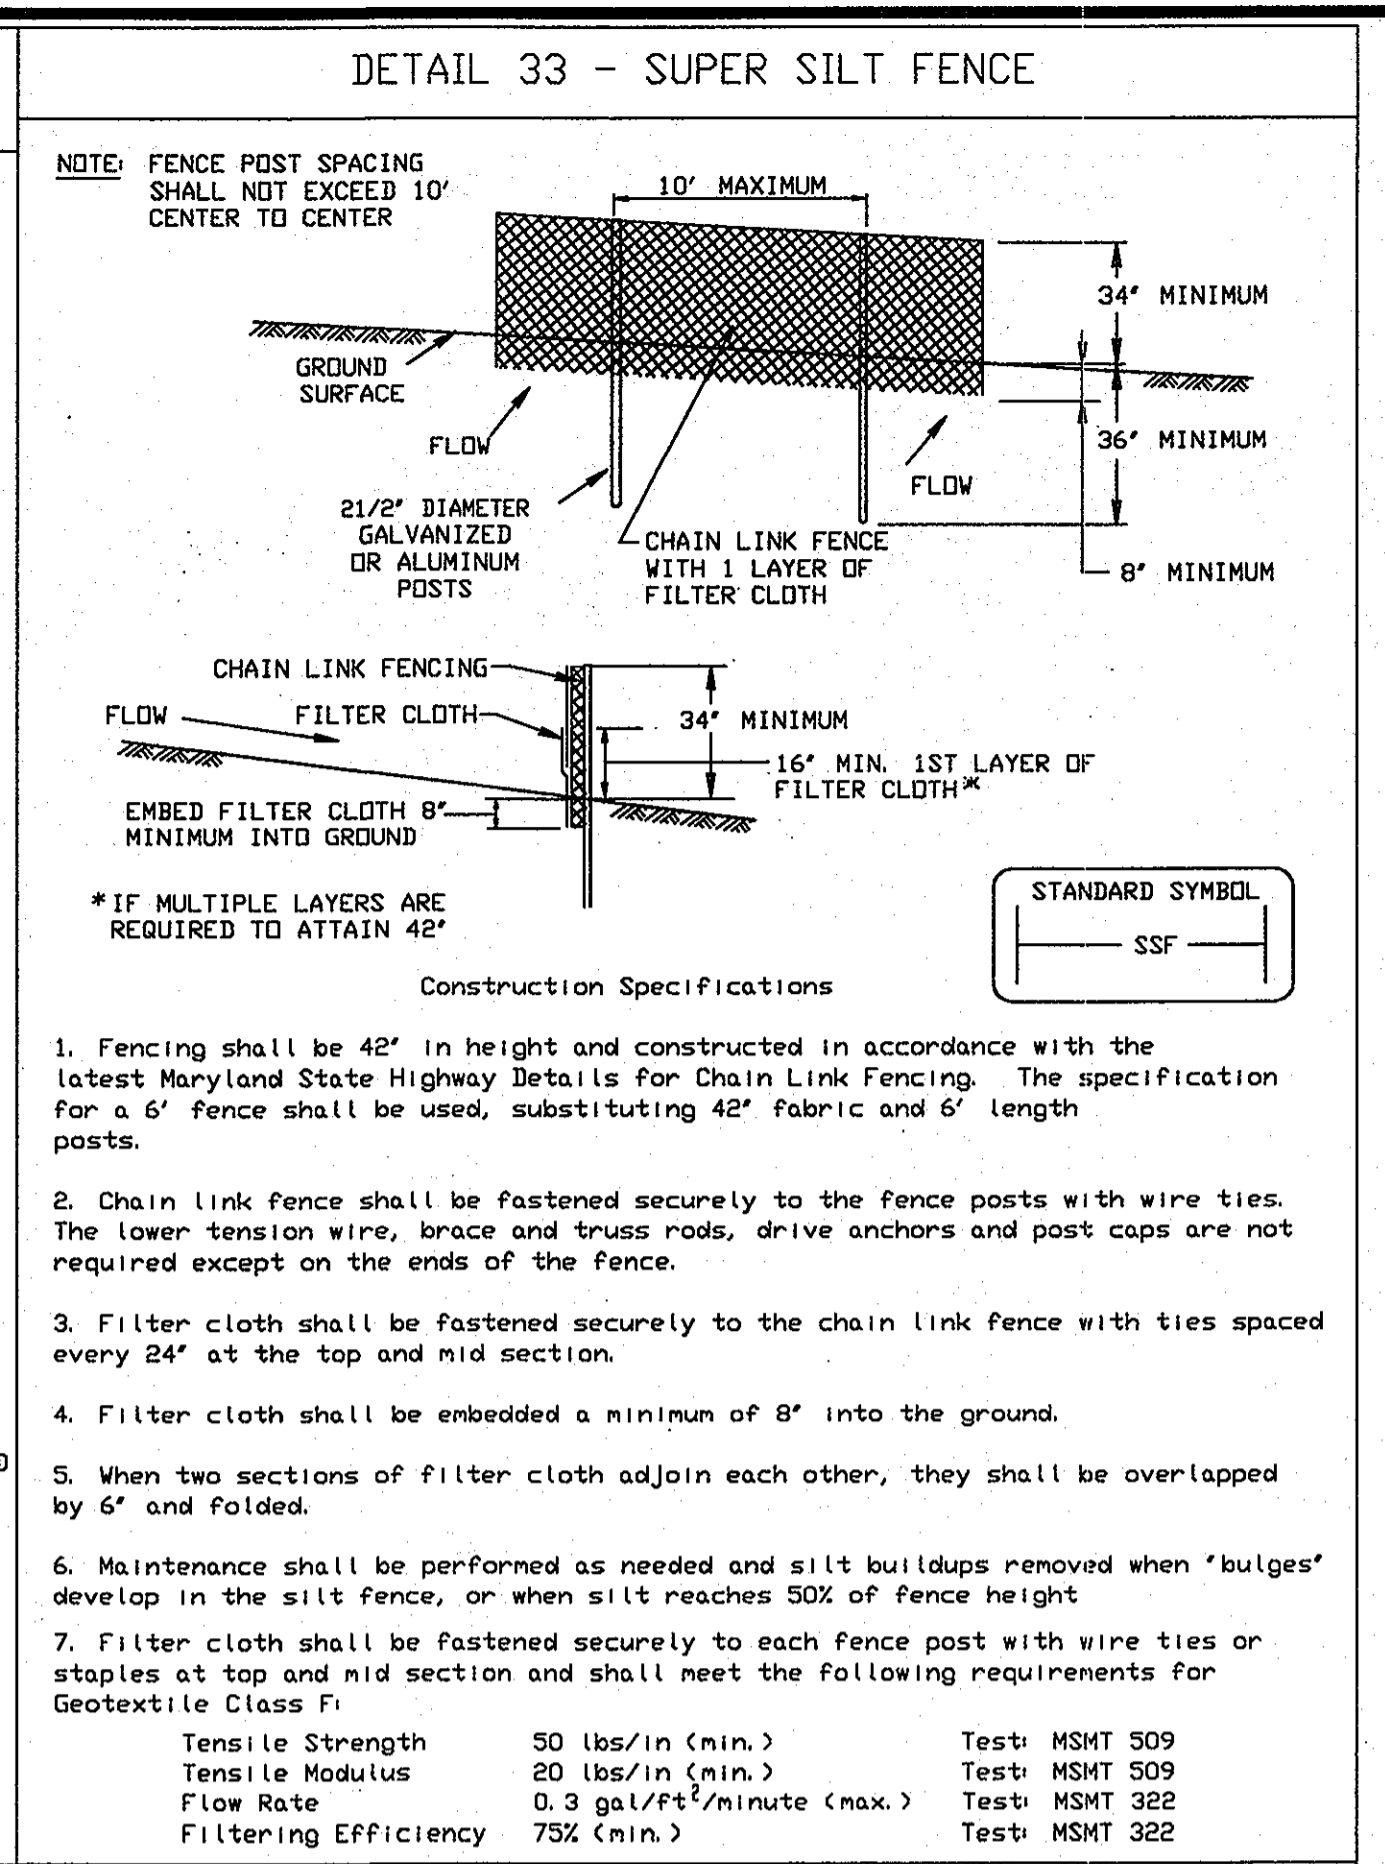 DETAIL 33 - SUPER SILT FENCE
NOTE: FENCE POST SPACING
SHALL NOT EXCEED 10'
CENTER TO CENTER
10' MAXIMUM
34" MINIMUM
GROUND
SURFACE
FLOW
36" MINIMUM
FLOW
21/2" DIAMETER
GALVANIZED
OR ALUMINUM
POSTS
CHAIN LINK FENCE
WITH 1 LAYER OF
FILTER CLOTH
8" MINIMUM
CHAIN LINK FENCING
FLOW
FILTER CLOTH
34" MINIMUM
16" MIN. 1ST LAYER OF
FILTER CLOTH*
EMBED FILTER CLOTH 8"
MINIMUM INTO GROUND
*IF MULTIPLE LAYERS ARE
REQUIRED TO ATTAIN 42"
STANDARD SYMBOL
SSF
Construction Specifications
1. Fencing shall be 42" in height and constructed in accordance with the
latest Maryland State Highway Details for Chain Link Fencing. The specification
for a 6' fence shall be used, substituting 42" fabric and 6' length
posts.
2. Chain link fence shall be fastened securely to the fence posts with wire ties.
The lower tension wire, brace and truss rods, drive anchors and post caps are not
required except on the ends of the fence.
3. Filter cloth shall be fastened securely to the chain link fence with ties spaced
every 24" at the top and mid section.
4. Filter cloth shall be embedded a minimum of 8" into the ground.
5. When two sections of filter cloth adjoin each other, they shall be overlapped
by 6" and folded.
6. Maintenance shall be performed as needed and silt buildups removed when "bulges"
develop in the silt fence, or when silt reaches 50% of fence height
7. Filter cloth shall be fastened securely to each fence post with wire ties or
staples at top and mid section and shall meet the following requirements for
Geotextile Class F:
Tensile Strength 50 lbs/in (min.) Test: MSMT 509
Tensile Modulus 20 lbs/in (min.) Test: MSMT 509
Flow Rate 0.3 gal/ft²/minute (max.) Test: MSMT 322
Filtering Efficiency 75% (min.) Test: MSMT 322